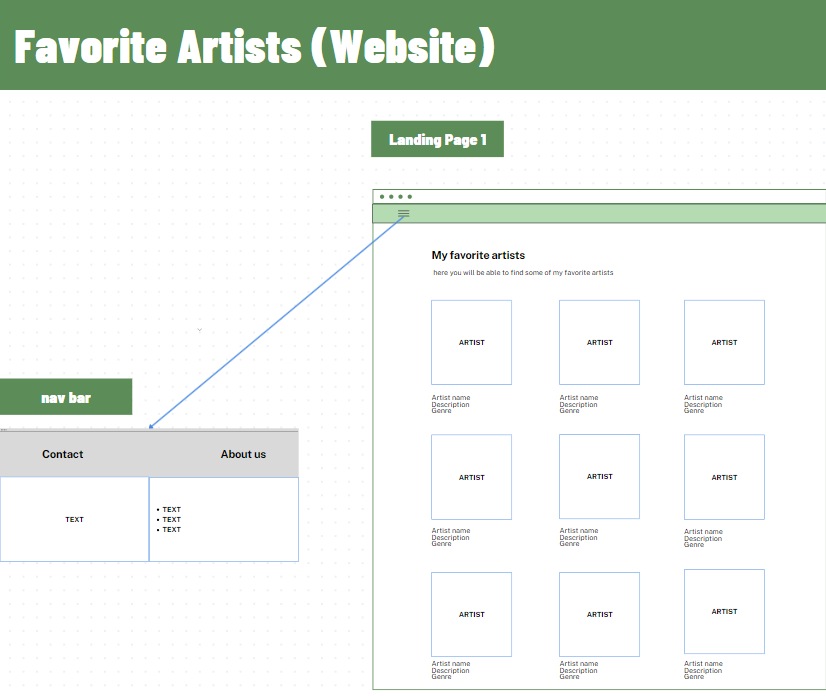 Favorite Artists (Website)
Landing Page 1
My favorite artists
here you will be able to find some of my favorite artists
ARTIST
ARTIST
ARTIST
Artist name
Description
Genre
Artist name
Description
Genre
Artist name
Description
Genre
nav bar
Contact
About us
TEXT
• TEXT
• TEXT
• TEXT
ARTIST
ARTIST
ARTIST
Artist name
Description
Genre
Artist name
Description
Genre
Artist name
Description
Genre
ARTIST
ARTIST
ARTIST
Artist name
Description
Genre
Artist name
Description
Genre
Artist name
Description
Genre